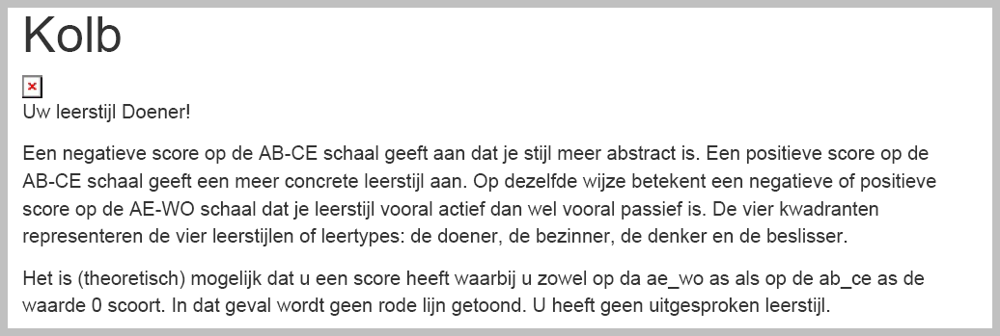 Kolb
Uw leerstijl Doener!
Een negatieve score op de AB-CE schaal geeft aan dat je stijl meer abstract is. Een positieve score op de
AB-CE schaal geeft een meer concrete leerstijl aan. Op dezelfde wijze betekent een negatieve of positieve
score op de AE-WO schaal dat je leerstijl vooral actief dan wel vooral passief is. De vier kwadranten
representeren de vier leerstijlen of leertypes: de doener, de bezinner, de denker en de beslisser.
Het is (theoretisch) mogelijk dat u een score heeft waarbij u zowel op da ae_wo as als op de ab_ce as de
waarde 0 scoort. In dat geval wordt geen rode lijn getoond. U heeft geen uitgesproken leerstijl.